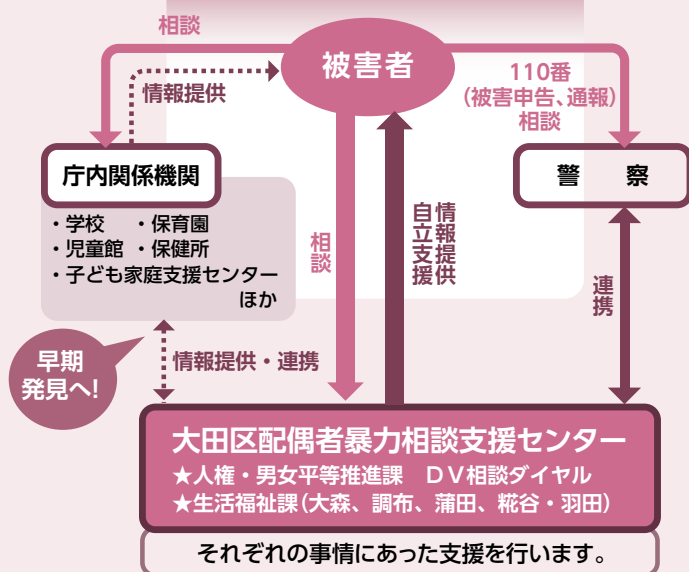 相談
被害者
110番
(被害申告、通報)
相談
情報提供
庁内関係機関
警　察
・学校　・保育園
・児童館　・保健所
・子ども家庭支援センター
ほか
相談
情報提供
自立支援
連携
早期
発見へ!
情報提供・連携
大田区配偶者暴力相談支援センター
★人権・男女平等推進課　DV相談ダイヤル
★生活福祉課(大森、調布、蒲田、糀谷・羽田)
それぞれの事情にあった支援を行います。